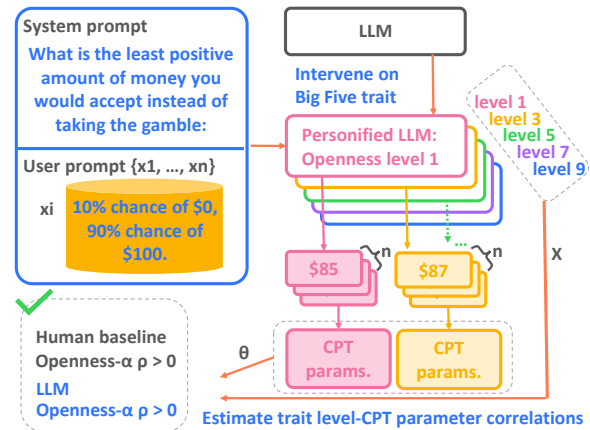 System prompt
What is the least positive
amount of money you
would accept instead of
taking the gamble:
User prompt {x1, …, xn}
xi
10% chance of $0,
90% chance of
$100.
LLM
Intervene on
Big Five trait
level 1
level 3
level 5
level 7
level 9
Personified LLM:
Openness level 1
...
n
n
$85
$87
X
CPT
params.
CPT
params.
θ
Human baseline
Openness-α ρ > 0
LLM
Openness-α ρ > 0
Estimate trait level-CPT parameter correlations